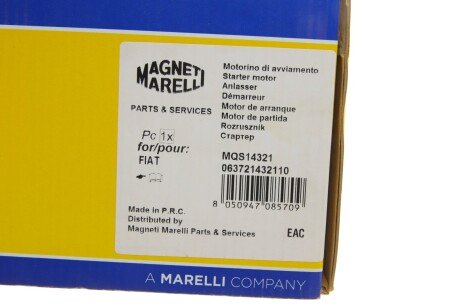 MAGNETI
MARELLI
PARTS & SERVICES
Motorino di avviamento
Starter motor
Anlasser
Démarreur
Motor de arranque
Motor de partida
Rozrusznik
Стартер
Pc 1x
for/pour:
FIAT
MQS14321
063721432110
8 050947 085709
Made in P.R.C.
Distributed by
Magneti Marelli Parts & Services
EAC
A MARELLI COMPANY